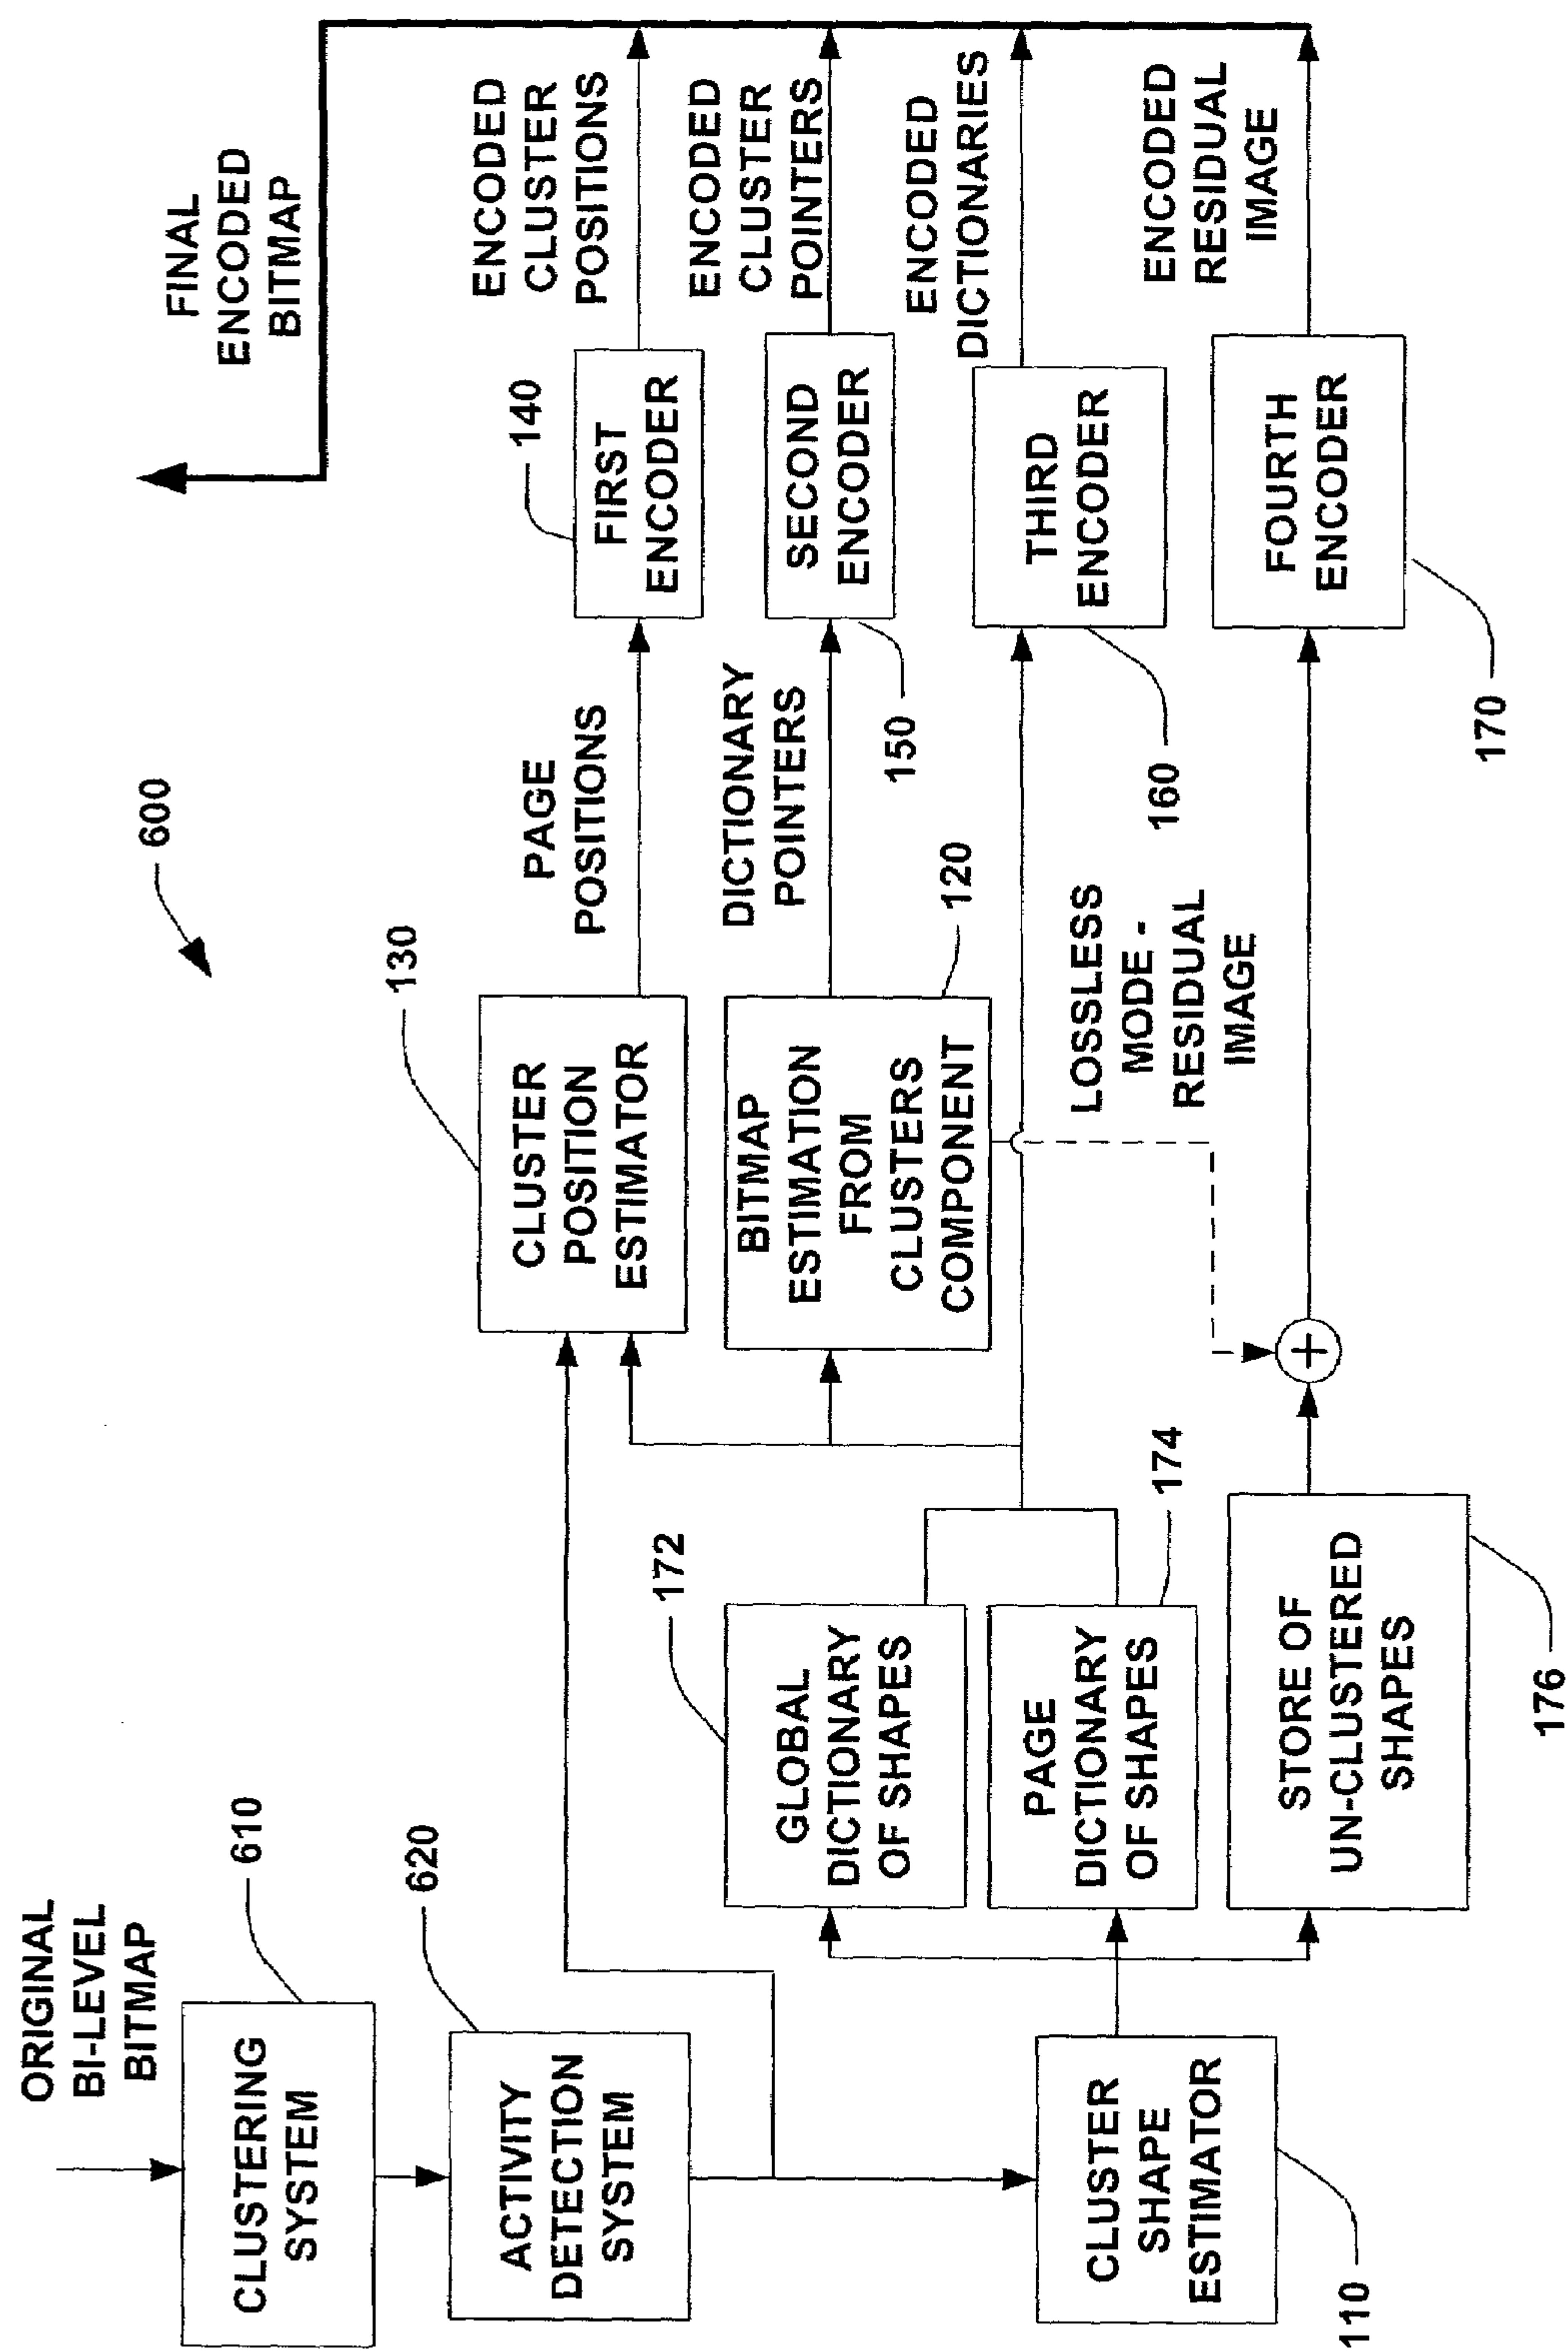 600
ORIGINAL
BI-LEVEL
BITMAP
CLUSTERING
SYSTEM
610
ACTIVITY
DETECTION
SYSTEM
620
CLUSTER
SHAPE
ESTIMATOR
110
GLOBAL
DICTIONARY
OF SHAPES
172
PAGE
DICTIONARY
OF SHAPES
174
STORE OF
UN-CLUSTERED
SHAPES
176
CLUSTER
POSITION
ESTIMATOR
130
BITMAP
ESTIMATION
FROM
CLUSTERS
COMPONENT
120
LOSSLESS
MODE -
RESIDUAL
IMAGE
+
PAGE
POSITIONS
DICTIONARY
POINTERS
FIRST
ENCODER
140
SECOND
ENCODER
150
THIRD
ENCODER
160
FOURTH
ENCODER
170
ENCODED
CLUSTER
POSITIONS
ENCODED
CLUSTER
POINTERS
ENCODED
DICTIONARIES
ENCODED
RESIDUAL
IMAGE
FINAL
ENCODED
BITMAP